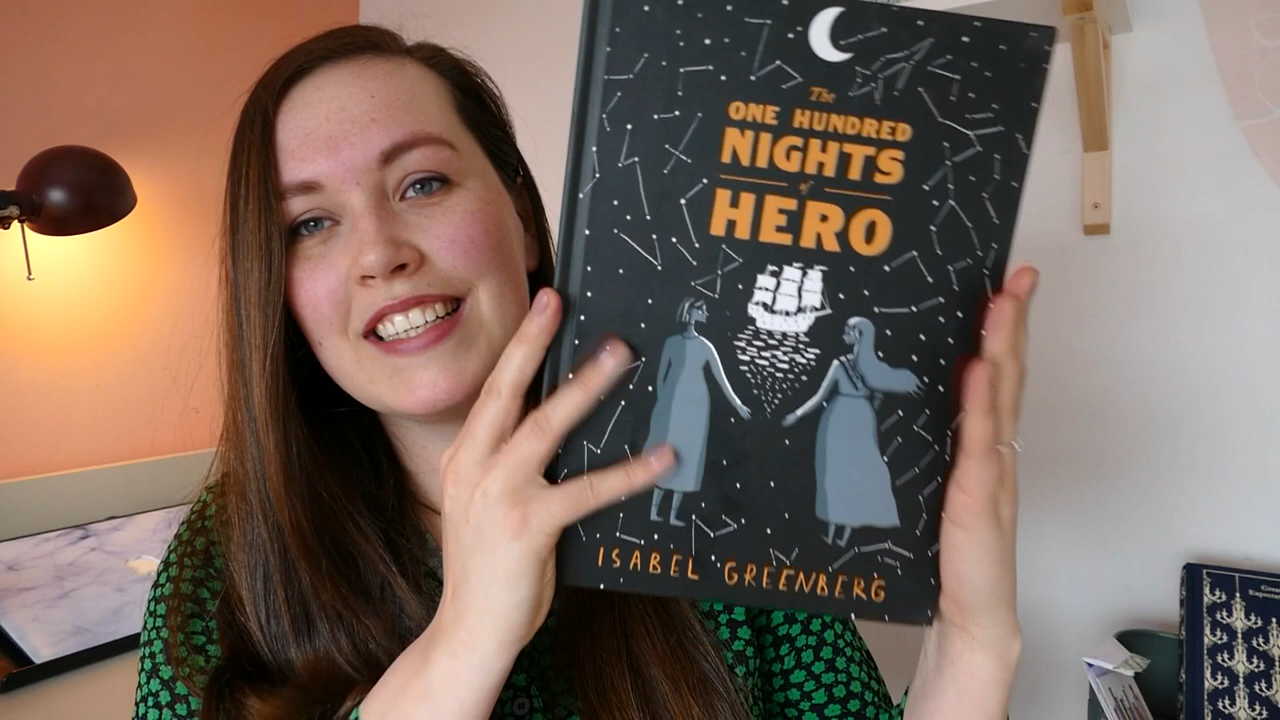 The
ONE HUNDRED
NIGHTS
of
HERO
ISABEL GREENBERG